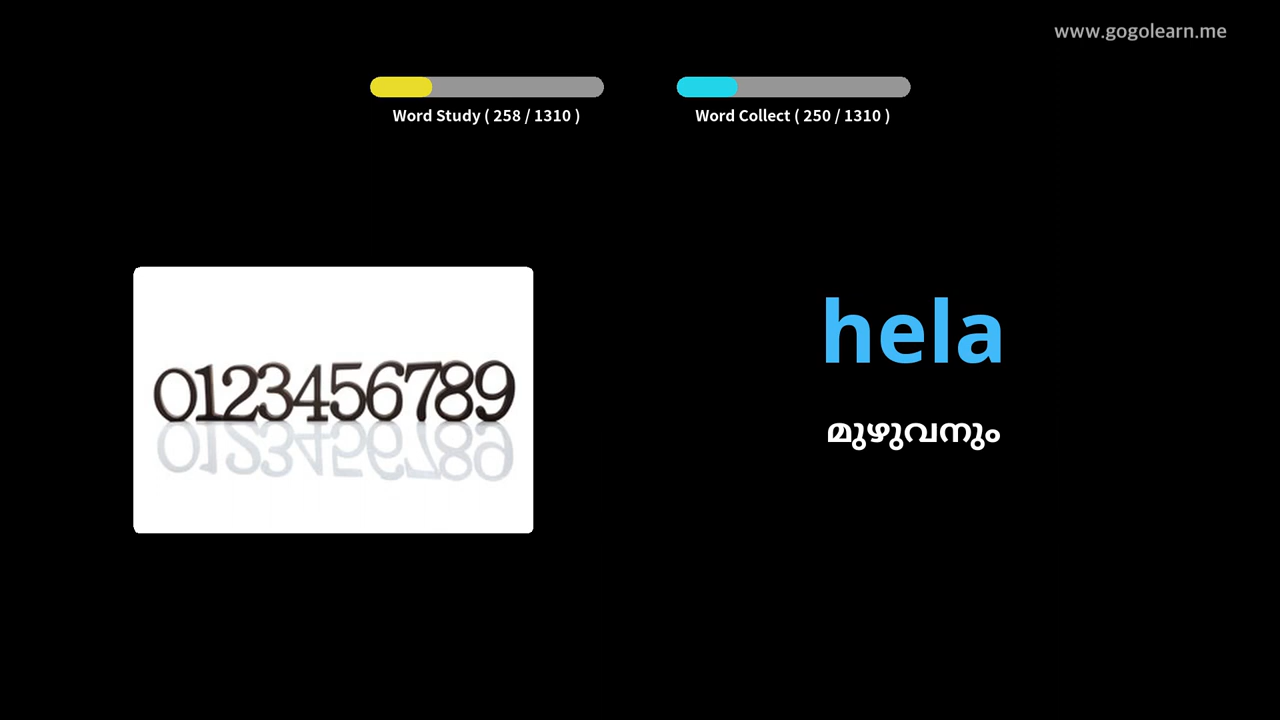 www.gogolearn.me
Word Study ( 258 / 1310 )
Word Collect ( 250 / 1310 )
0123456789
hela
മുഴുവനും